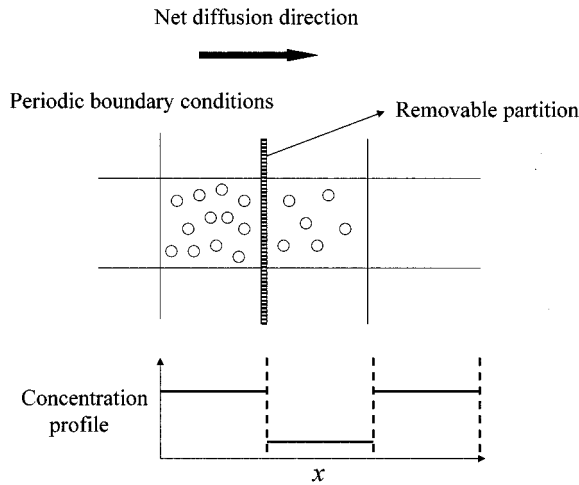 Net diffusion direction
Periodic boundary conditions
Removable partition
Concentration
profile
x